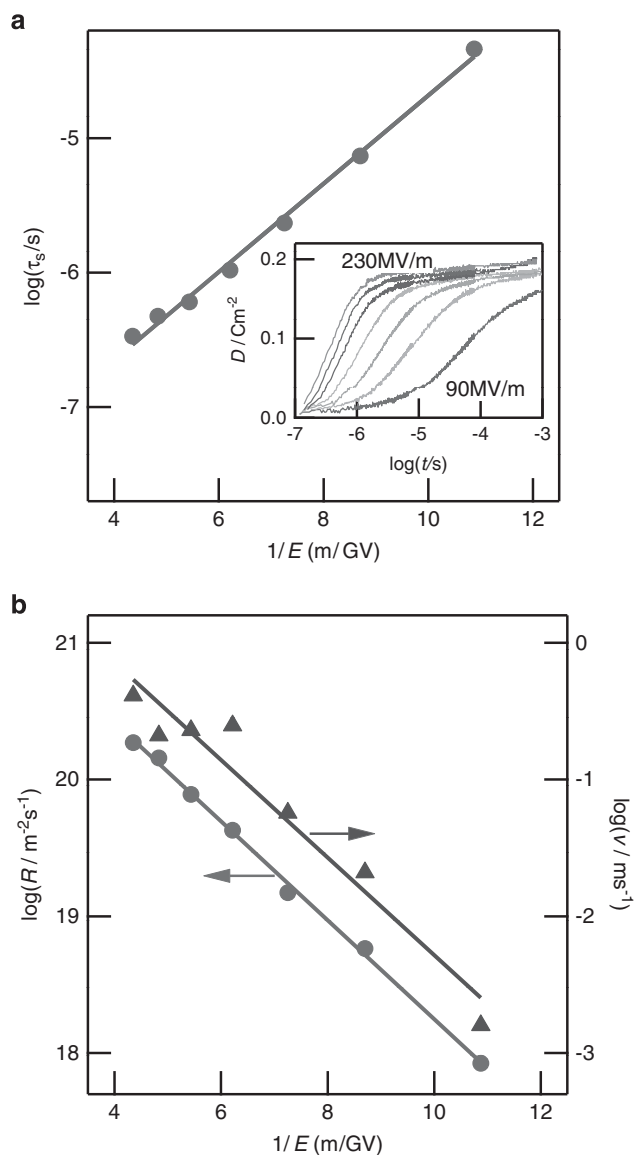 a
-5
-6
-7
log(τs/s)
4 6 8 10 12
1/E (m/GV)
0.2
0.1
0.0
D / Cm-2
230MV/m
90MV/m
-7 -6 -5 -4 -3
log(t/s)
b
21
20
19
18
log(R / m-2s-1)
0
-1
-2
-3
log(v / ms-1)
4 6 8 10 12
1/E (m/GV)